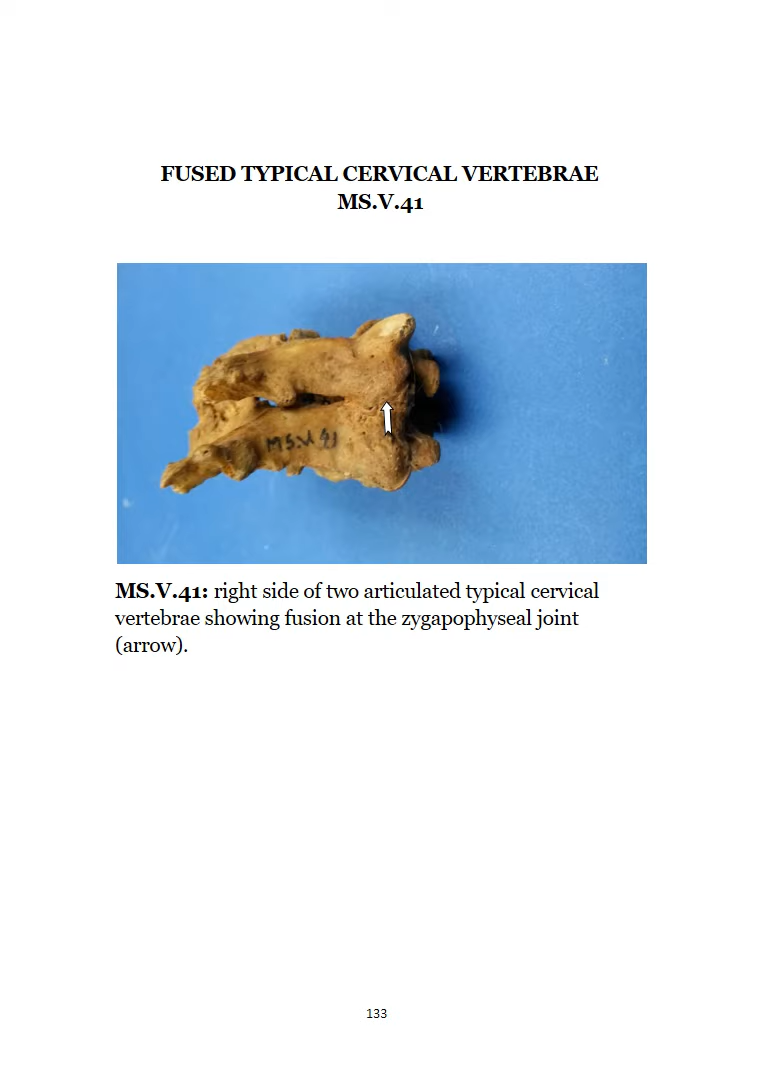 FUSED TYPICAL CERVICAL VERTEBRAE
MS.V.41
MS.V.41
MS.V.41: right side of two articulated typical cervical
vertebrae showing fusion at the zygapophyseal joint
(arrow).
133